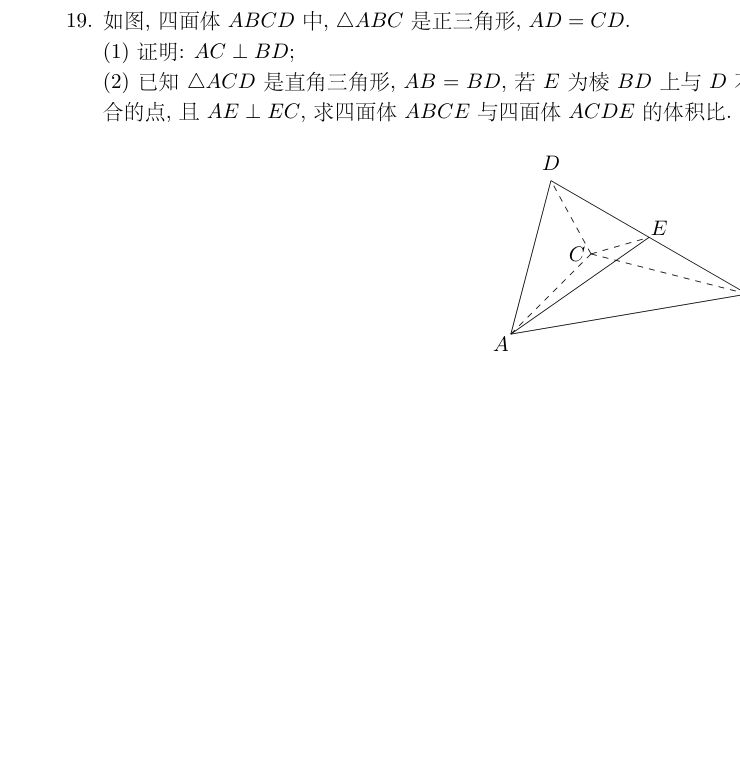 19. 如图, 四面体 ABCD 中, △ABC 是正三角形, AD = CD.
(1) 证明: AC ⊥ BD;
(2) 已知 △ACD 是直角三角形, AB = BD, 若 E 为棱 BD 上与 D
合的点, 且 AE ⊥ EC, 求四面体 ABCE 与四面体 ACDE 的体积比.
D
E
C
A